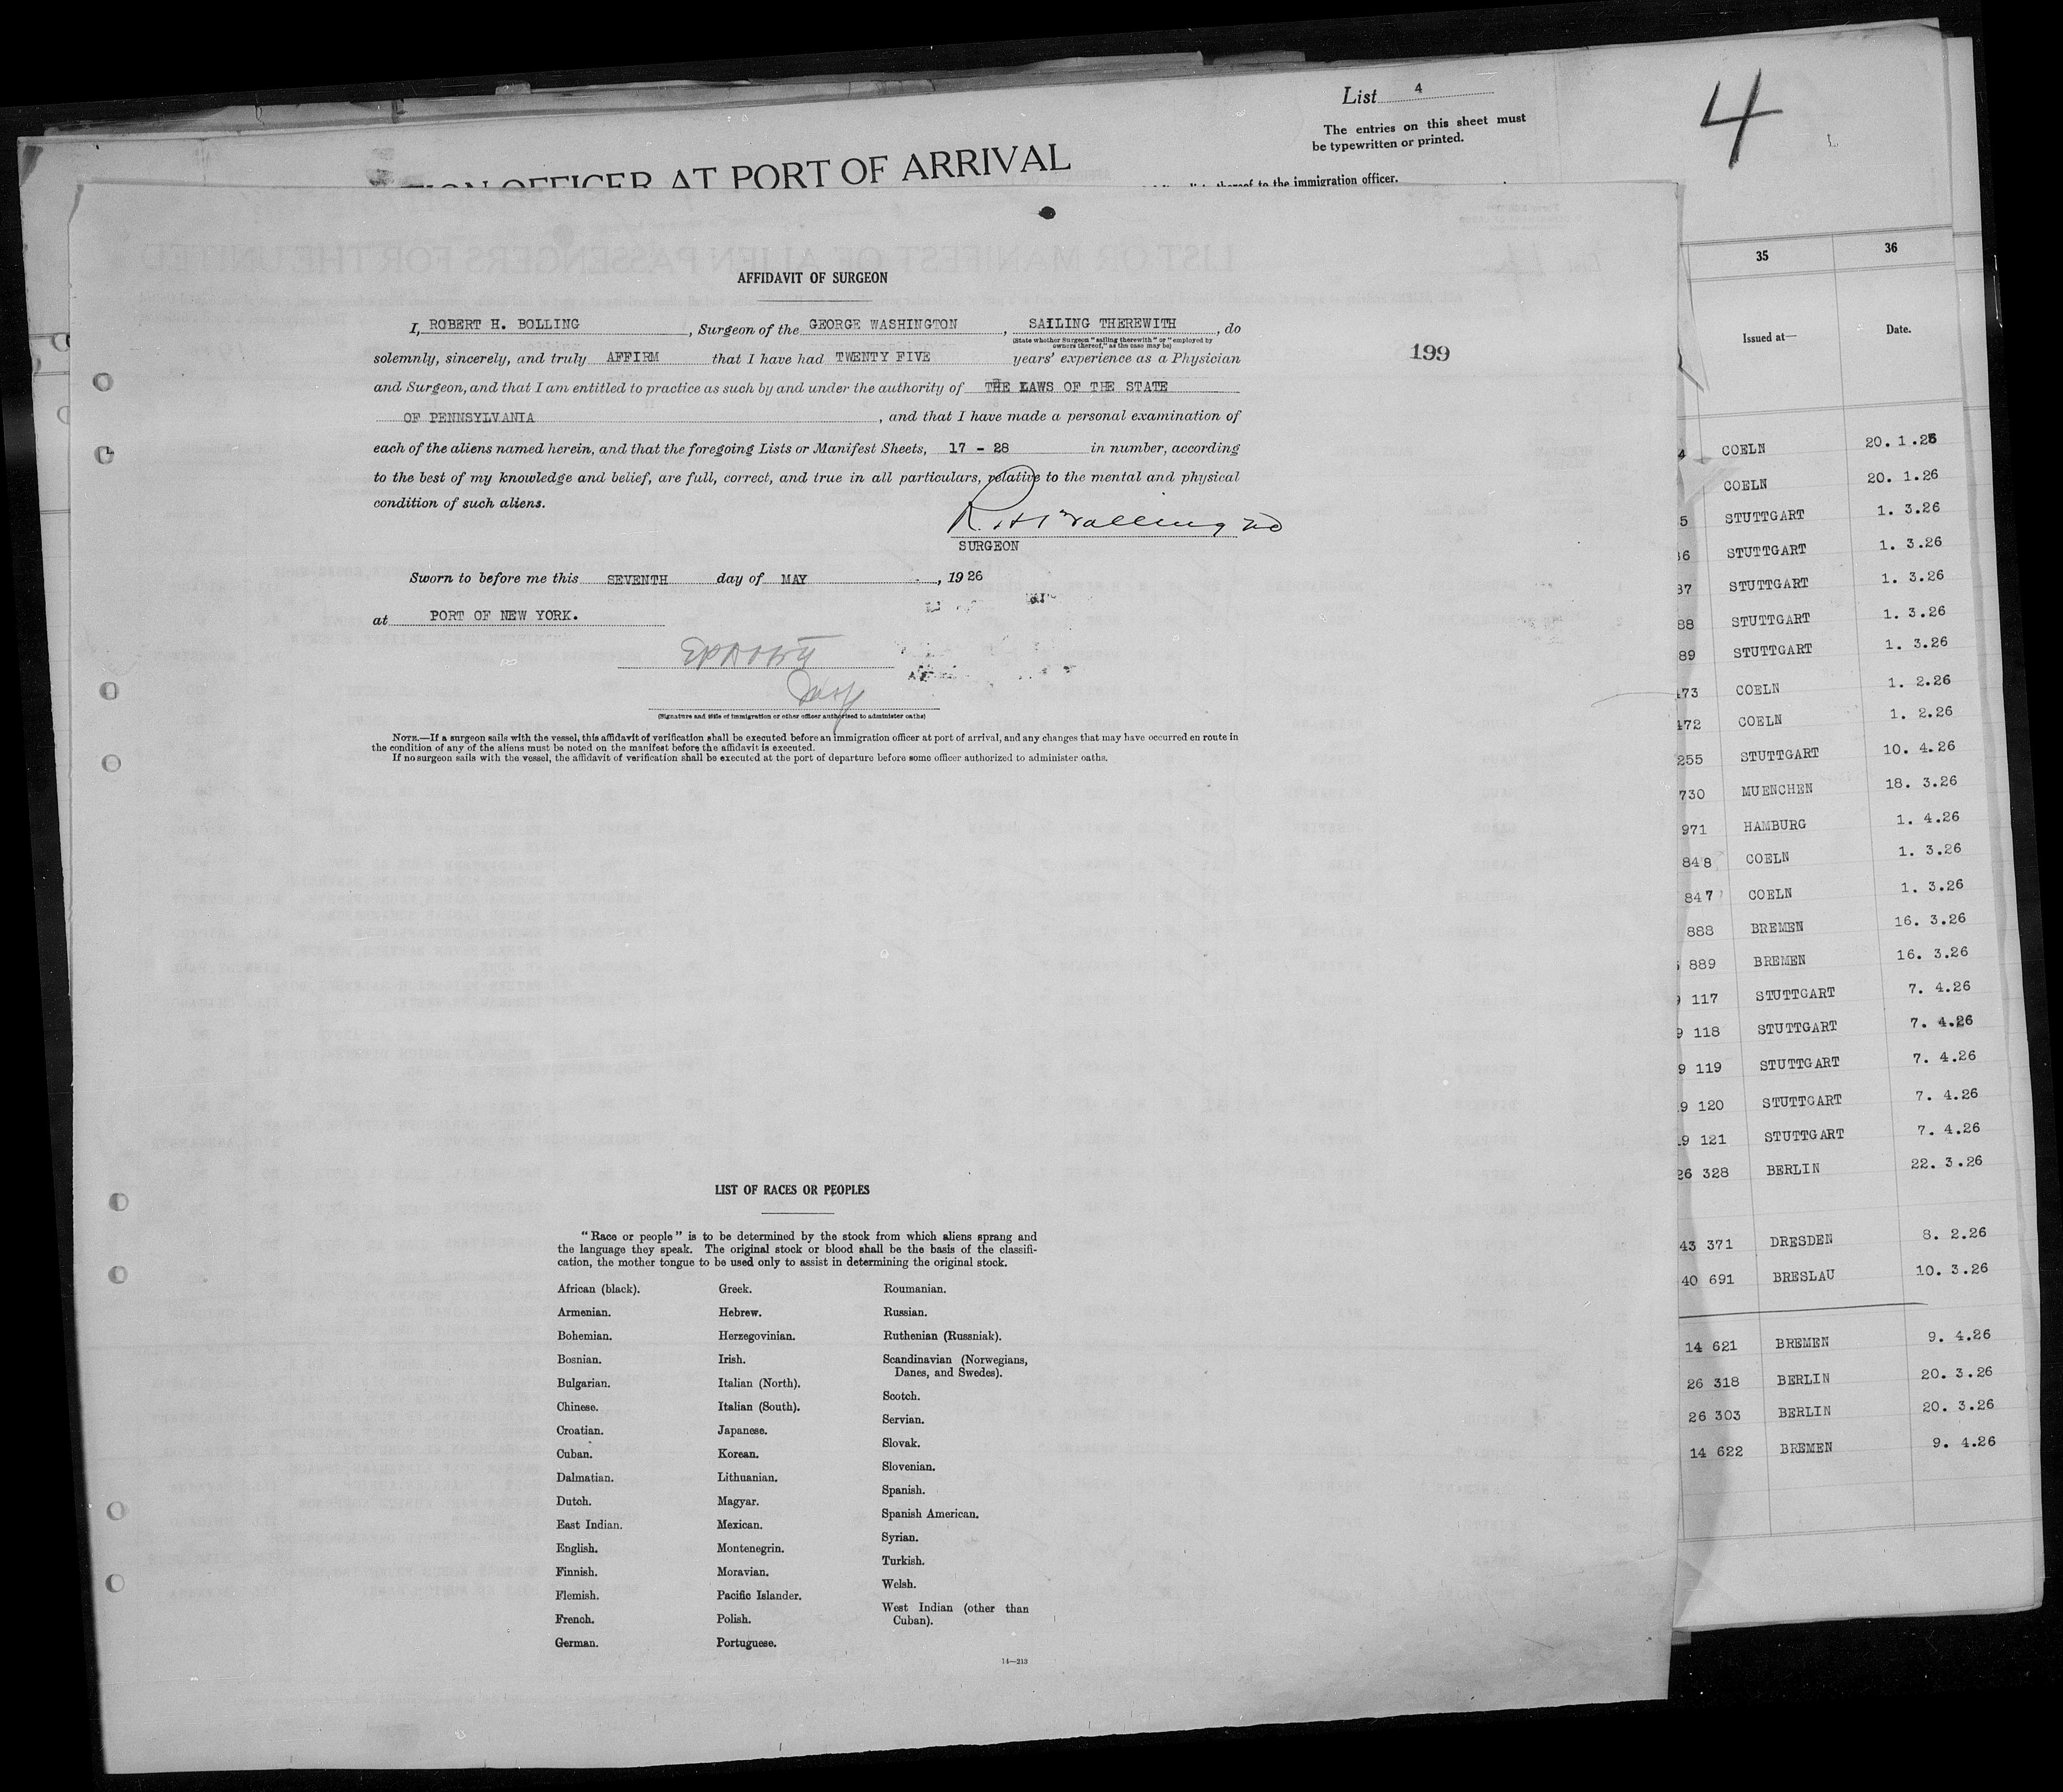 List 4
The entries on this sheet must
be typewritten or printed.
4
OFFICER AT PORT OF ARRIVAL
thereof to the immigration officer.
AFFIDAVIT OF SURGEON
I, ROBERT H. BOLLING, Surgeon of the GEORGE WASHINGTON, SAILING THEREWITH, do
(State whether Surgeon "sailing therewith" or "employed by
owners thereof," as the case may be)
solemnly, sincerely, and truly AFFIRM that I have had TWENTY FIVE years' experience as a Physician
and Surgeon, and that I am entitled to practice as such by and under the authority of THE LAWS OF THE STATE
OF PENNSYLVANIA, and that I have made a personal examination of
each of the aliens named herein, and that the foregoing Lists or Manifest Sheets, 17 - 28 in number, according
to the best of my knowledge and belief, are full, correct, and true in all particulars, relative to the mental and physical
condition of such aliens.
R. H. Bolling MD
SURGEON
Sworn to before me this SEVENTH day of MAY, 1926
at PORT OF NEW YORK.
(Signature and title of immigration or other officer authorized to administer oaths)
NOTE.—If a surgeon sails with the vessel, this affidavit of verification shall be executed before an immigration officer at port of arrival, and any changes that may have occurred en route in
the condition of any of the aliens must be noted on the manifest before the affidavit is executed.
If no surgeon sails with the vessel, the affidavit of verification shall be executed at the port of departure before some officer authorized to administer oaths.
199
LIST OF RACES OR PEOPLES
"Race or people" is to be determined by the stock from which aliens sprang and
the language they speak. The original stock or blood shall be the basis of the classifi-
cation, the mother tongue to be used only to assist in determining the original stock.
African (black).
Armenian.
Bohemian.
Bosnian.
Bulgarian.
Chinese.
Croatian.
Cuban.
Dalmatian.
Dutch.
East Indian.
English.
Finnish.
Flemish.
French.
German.
Greek.
Hebrew.
Herzegovinian.
Irish.
Italian (North).
Italian (South).
Japanese.
Korean.
Lithuanian.
Magyar.
Mexican.
Montenegrin.
Moravian.
Pacific Islander.
Polish.
Portuguese.
Roumanian.
Russian.
Ruthenian (Russniak).
Scandinavian (Norwegians,
Danes, and Swedes).
Scotch.
Servian.
Slovak.
Slovenian.
Spanish.
Spanish American.
Syrian.
Turkish.
Welsh.
West Indian (other than
Cuban).
14—213
35 36
Issued at— Date.
4 COELN 20. 1.26
COELN 20. 1.26
5 STUTTGART 1. 3.26
36 STUTTGART 1. 3.26
37 STUTTGART 1. 3.26
88 STUTTGART 1. 3.26
89 STUTTGART 1. 3.26
473 COELN 1. 2.26
472 COELN 1. 2.26
255 STUTTGART 10. 4.26
730 MUENCHEN 18. 3.26
971 HAMBURG 1. 4.26
848 COELN 1. 3.26
847 COELN 1. 3.26
888 BREMEN 16. 3.26
889 BREMEN 16. 3.26
117 STUTTGART 7. 4.26
9 118 STUTTGART 7. 4.26
9 119 STUTTGART 7. 4.26
9 120 STUTTGART 7. 4.26
9 121 STUTTGART 7. 4.26
26 328 BERLIN 22. 3.26
43 371 DRESDEN 8. 2.26
40 691 BRESLAU 10. 3.26
14 621 BREMEN 9. 4.26
26 318 BERLIN 20. 3.26
26 303 BERLIN 20. 3.26
14 622 BREMEN 9. 4.26